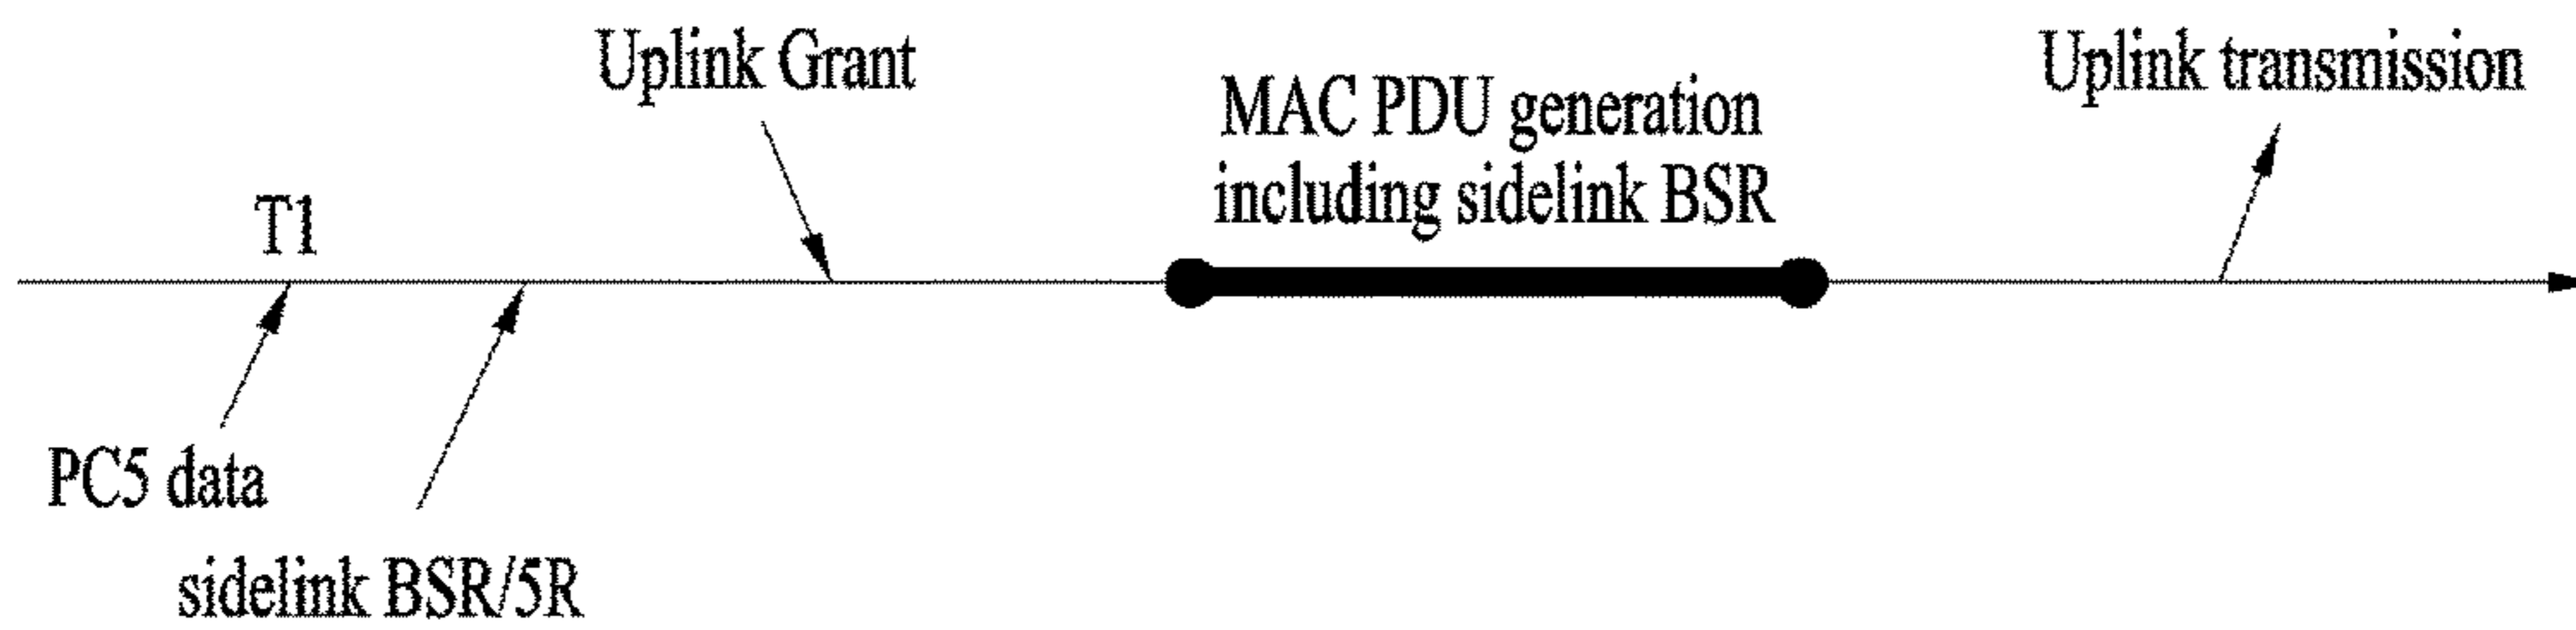 Uplink Grant
Uplink transmission
MAC PDU generation
including sidelink BSR
T1
PC5 data
sidelink BSR/5R